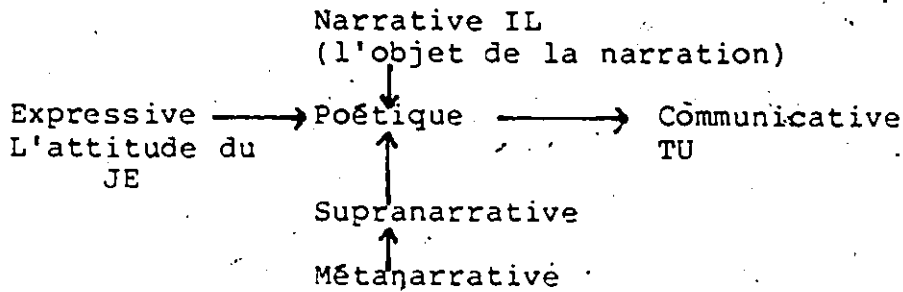 Narrative IL
(l'objet de la narration)
Expressive Poétique Communicative
L'attitude du TU
JE
Supranarrative
Métanarrative